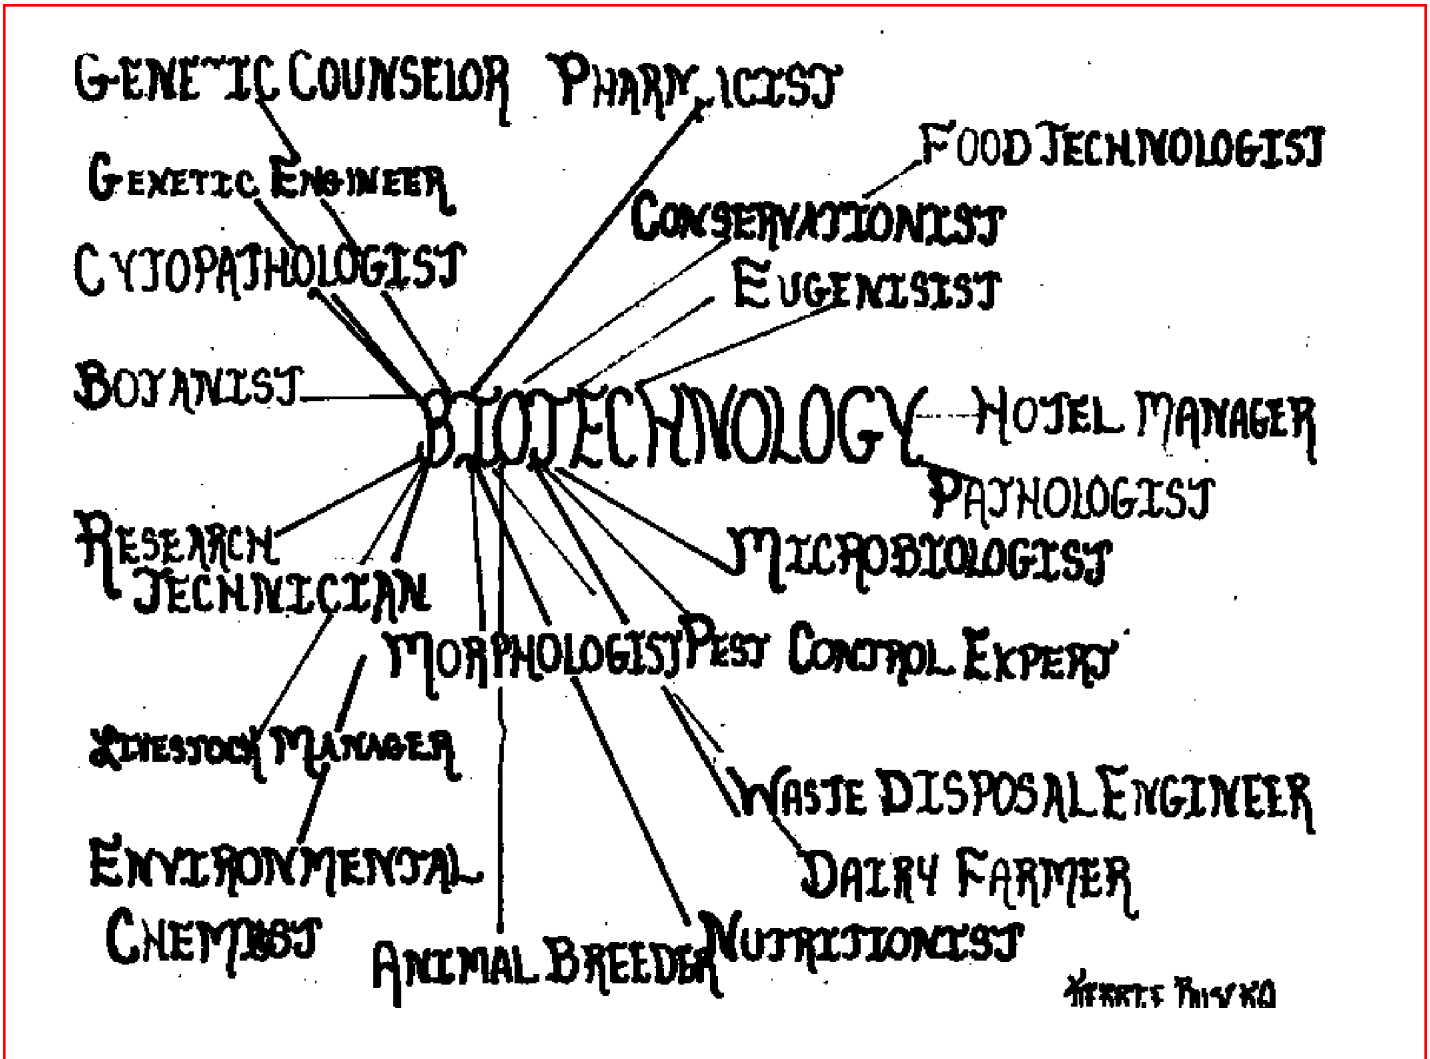 GENETIC COUNSELOR
PHARMICIST
FOOD TECHNOLOGIST
GENETIC ENGINEER
CONSERVATIONIST
CYTOPATHOLOGIST
EUGENISIST
BOTANIST
BIOTECHNOLOGY
HOTEL MANAGER
PATHOLOGIST
RESEARCH
TECHNICIAN
MICROBIOLOGIST
MORPHOLOGIST
PEST CONTROL EXPERT
LIVESTOCK MANAGER
WASTE DISPOSAL ENGINEER
ENVIRONMENTAL
CHEMIST
DAIRY FARMER
ANIMAL BREEDER
NUTRITIONIST